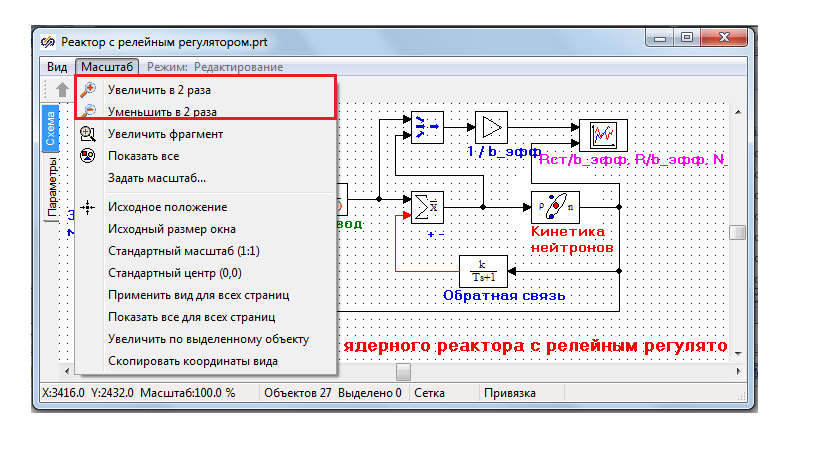 Реактор с релейным регулятором.prt
Вид Масштаб Режим: Редактирование
Увеличить в 2 раза
Уменьшить в 2 раза
Увеличить фрагмент
Показать все
Задать масштаб...
Исходное положение
Исходный размер окна
Стандартный масштаб (1:1)
Стандартный центр (0,0)
Применить вид для всех страниц
Показать все для всех страниц
Увеличить по выделенному объекту
Скопировать координаты вида
Схема
Параметры
1 / b_эфф
Rст/b_эфф, R/b_эфф, N_
вод
+ -
ρ n
Кинетика
нейтронов
k
Ts+1
Обратная связь
ядерного реактора с релейным регулято
X:3416.0 Y:2432.0 Масштаб:100.0 % Объектов 27 Выделено 0 Сетка Привязка